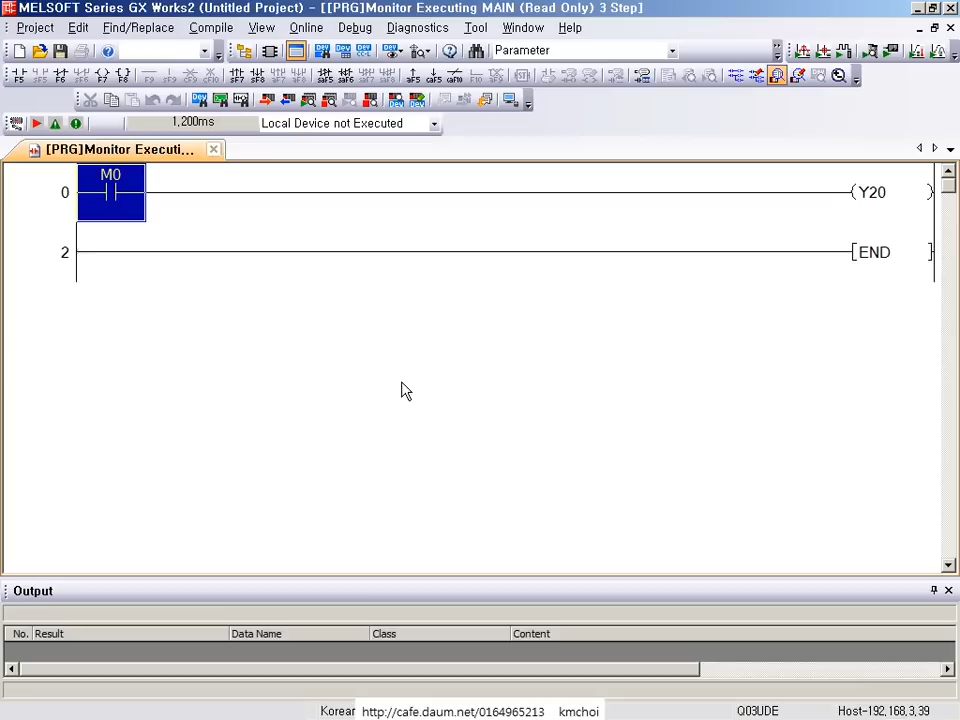 MELSOFT Series GX Works2 (Untitled Project) - [[PRG]Monitor Executing MAIN (Read Only) 3 Step]
Project Edit Find/Replace Compile View Online Debug Diagnostics Tool Window Help
Parameter
1,200ms Local Device not Executed
[PRG]Monitor Executi...
M0
0 Y20
2 END
Output
No. Result Data Name Class Content
Korean http://cafe.daum.net/0164965213 kmchoi Q03UDE Host-192,168,3,39